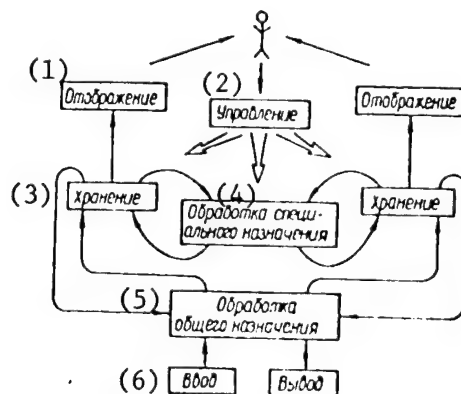 (1)
Отображение
(2)
Управление
Отображение
(3)
хранение
(4)
Обработка специ-
ального назначения
хранение
(5)
Обработка
общего назначения
(6)
Ввод
Вывод